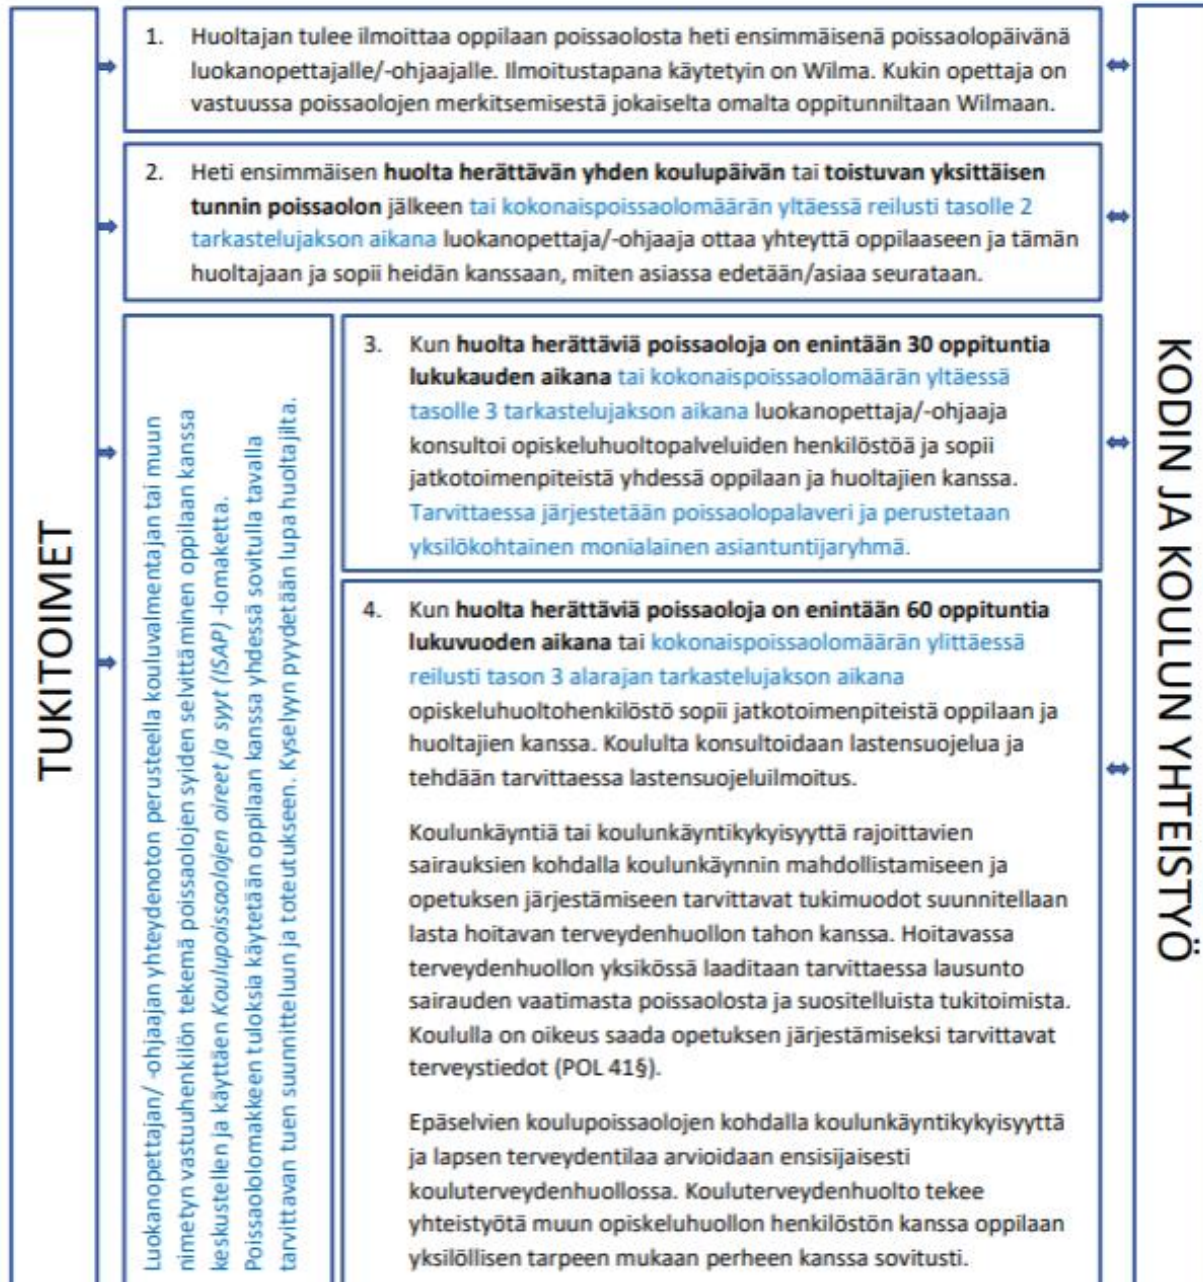 TUKITOIMET
1. Huoltajan tulee ilmoittaa oppilaan poissaolosta heti ensimmäisenä poissaolopäivänä
luokanopettajalle/-ohjaajalle. Ilmoitustapana käytetyin on Wilma. Kukin opettaja on
vastuussa poissaolojen merkitsemisestä jokaiselta omalta oppitunniltaan Wilmaan.
2. Heti ensimmäisen huolta herättävän yhden koulupäivän tai toistuvan yksittäisen
tunnin poissaolon jälkeen tai kokonaispoissaolomäärän yltäessä reilusti tasolle 2
tarkastelujakson aikana luokanopettaja/-ohjaaja ottaa yhteyttä oppilaaseen ja tämän
huoltajaan ja sopii heidän kanssaan, miten asiassa edetään/asiaa seurataan.
Luokanopettajan/ -ohjaajan yhteydenoton perusteella kouluvalmentajan tai muun
nimetyn vastuuhenkilön tekemä poissaolojen syiden selvittäminen oppilaan kanssa
keskustellen ja käyttäen Koulupoissaolojen oireet ja syyt (ISAP) -lomaketta.
Poissaololomakkeen tuloksia käytetään oppilaan kanssa yhdessä sovitulla tavalla
tarvittavan tuen suunnitteluun ja toteutukseen. Kyselyyn pyydetään lupa huoltajilta.
3. Kun huolta herättäviä poissaoloja on enintään 30 oppituntia
lukukauden aikana tai kokonaispoissaolomäärän yltäessä
tasolle 3 tarkastelujakson aikana luokanopettaja/-ohjaaja
konsultoi opiskeluhuoltopalveluiden henkilöstöä ja sopii
jatkotoimenpiteistä yhdessä oppilaan ja huoltajien kanssa.
Tarvittaessa järjestetään poissaolopalaveri ja perustetaan
yksilökohtainen monialainen asiantuntijaryhmä.
4. Kun huolta herättäviä poissaoloja on enintään 60 oppituntia
lukuvuoden aikana tai kokonaispoissaolomäärän ylittäessä
reilusti tason 3 alarajan tarkastelujakson aikana
opiskeluhuoltohenkilöstö sopii jatkotoimenpiteistä oppilaan ja
huoltajien kanssa. Koululta konsultoidaan lastensuojelua ja
tehdään tarvittaessa lastensuojeluilmoitus.
Koulunkäyntiä tai koulunkäyntikykyisyyttä rajoittavien
sairauksien kohdalla koulunkäynnin mahdollistamiseen ja
opetuksen järjestämiseen tarvittavat tukimuodot suunnitellaan
lasta hoitavan terveydenhuollon tahon kanssa. Hoitavassa
terveydenhuollon yksikössä laaditaan tarvittaessa lausunto
sairauden vaatimasta poissaolosta ja suositelluista tukitoimista.
Koululla on oikeus saada opetuksen järjestämiseksi tarvittavat
terveystiedot (POL 41§).
Epäselvien koulupoissaolojen kohdalla koulunkäyntikykyisyyttä
ja lapsen terveydentilaa arvioidaan ensisijaisesti
kouluterveydenhuollossa. Kouluterveydenhuolto tekee
yhteistyötä muun opiskeluhuollon henkilöstön kanssa oppilaan
yksilöllisen tarpeen mukaan perheen kanssa sovitusti.
KODIN JA KOULUN YHTEISTYÖ